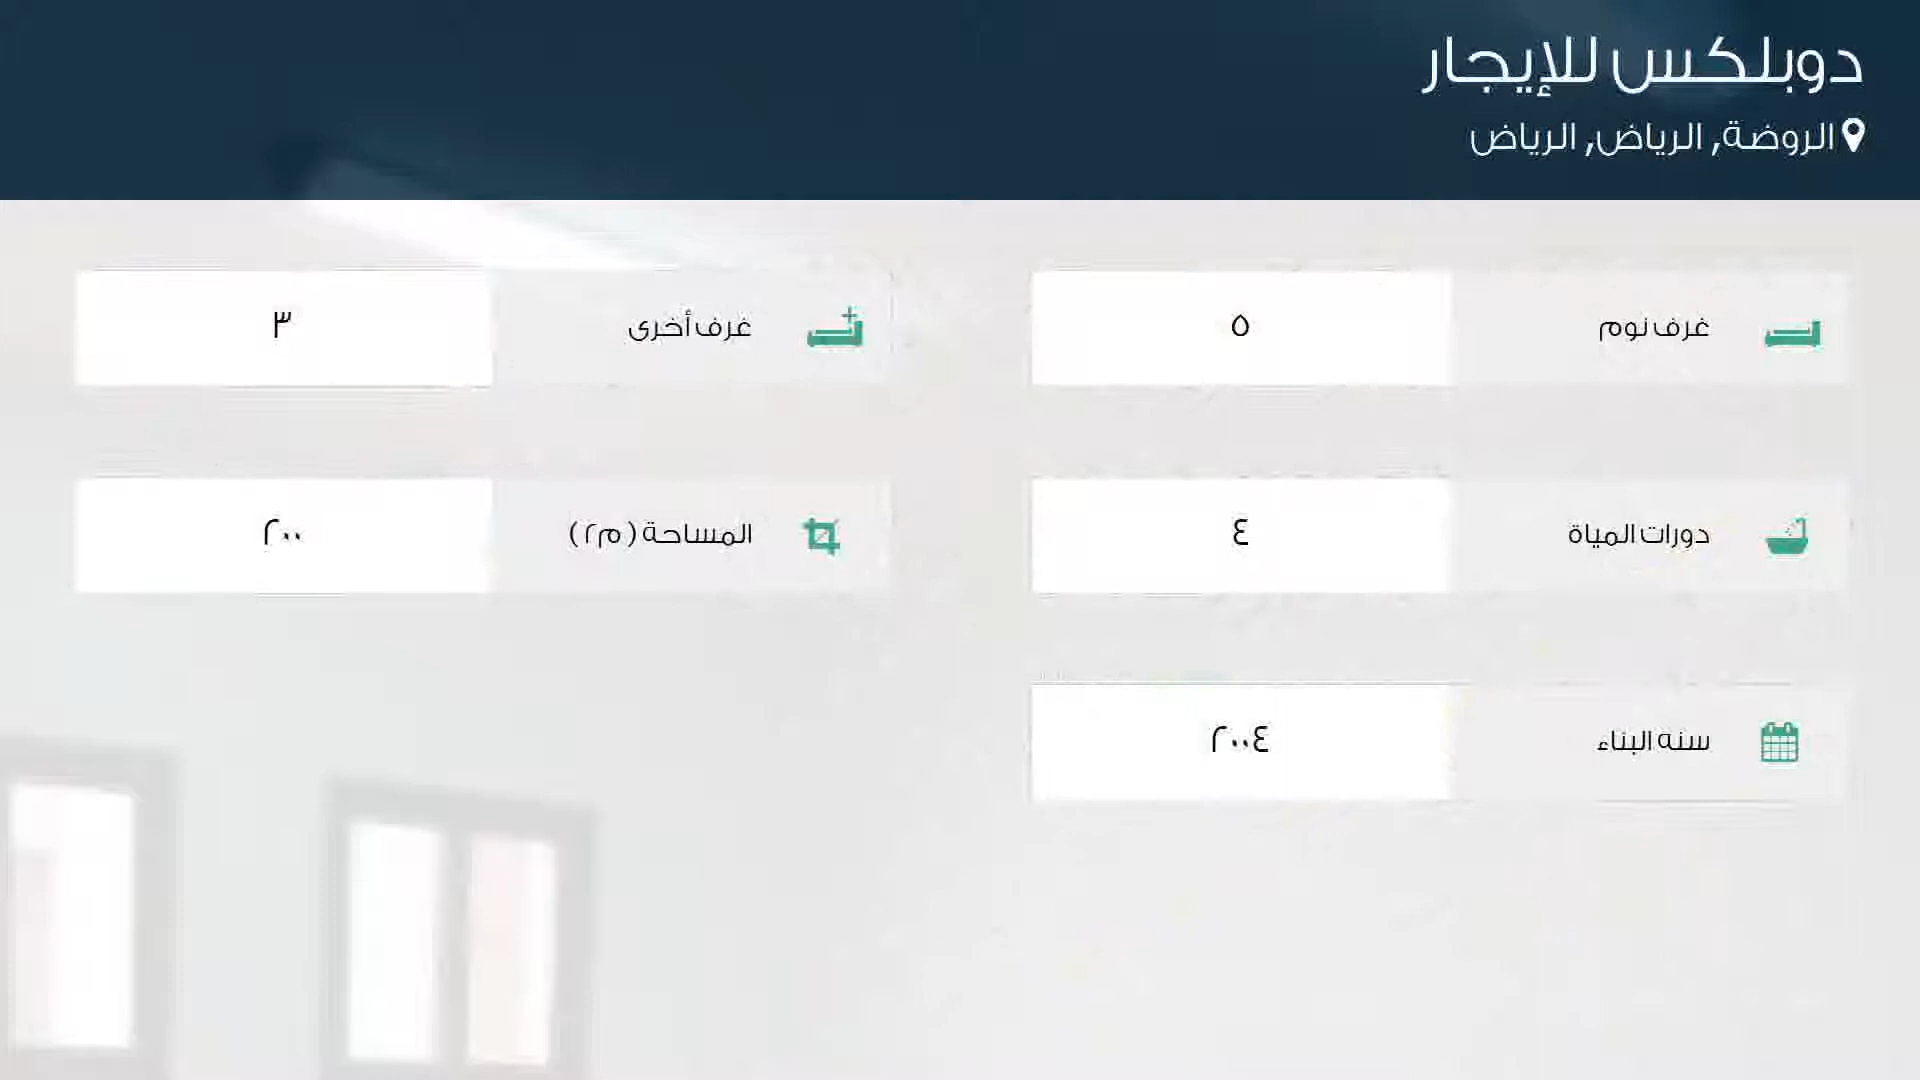 دوبلكس للإيجار
الروضة, الرياض, الرياض
غرف نوم ٥
غرف أخرى ٣
دورات المياة ٤
المساحة (م٢) ٢٠٠
سنه البناء ٢٠٠٤